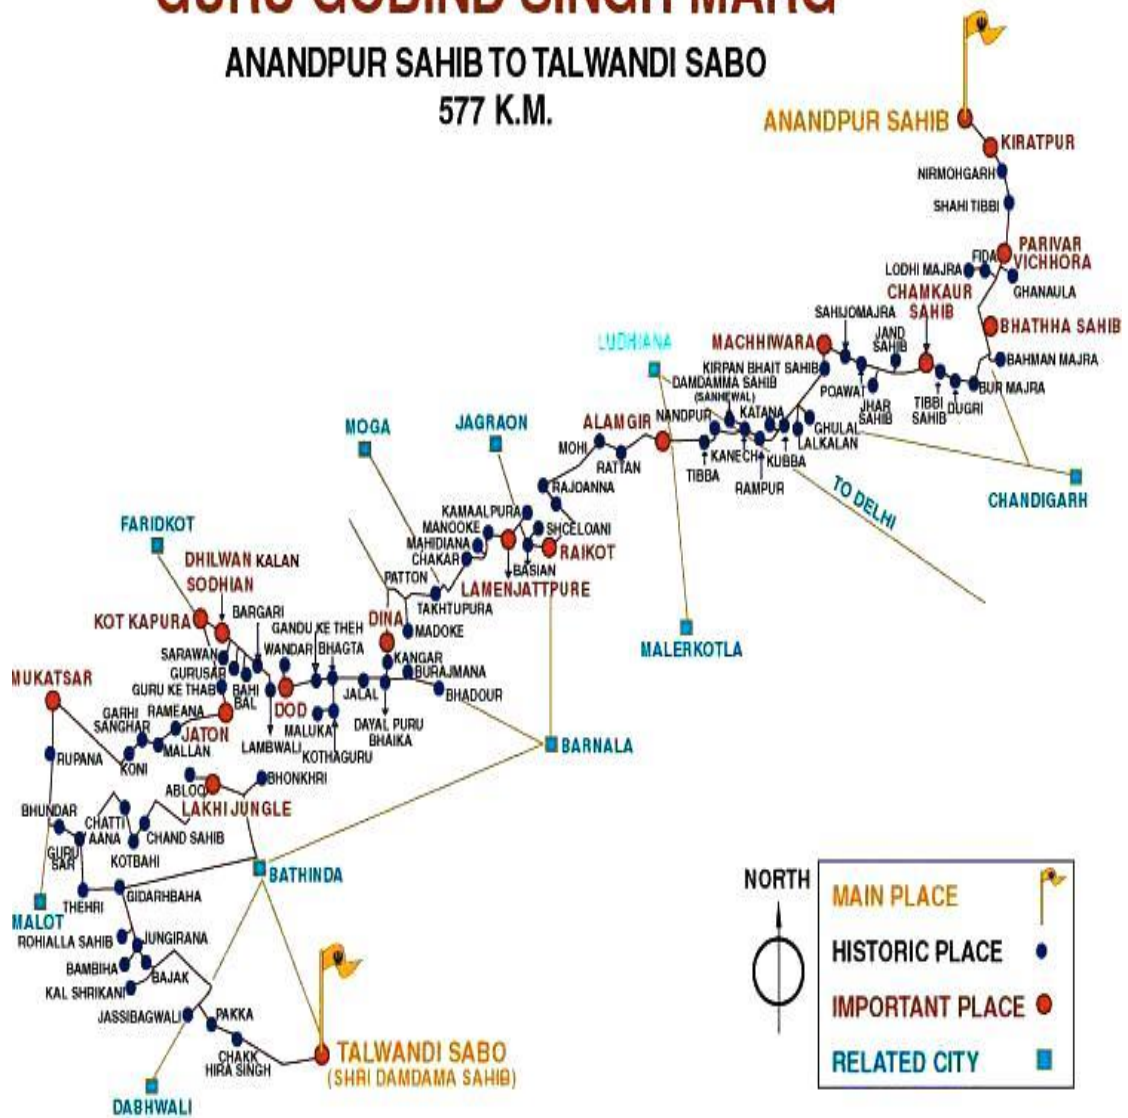 GURU GOBIND SINGH MARG
ANANDPUR SAHIB TO TALWANDI SABO
577 K.M.
ANANDPUR SAHIB
KIRATPUR
NIRMOHGARH
SHAHI TIBBI
PARIVAR
VICHHORA
FIDA
LODHI MAJRA
GHANAULA
CHAMKAUR
SAHIB
BHATHHA SAHIB
SAHIJOMAJRA
JAND
SAHIB
MACHHIWARA
LUDHIANA
KIRPAN BHAIT SAHIB
BAHMAN MAJRA
DAMDAMMA SAHIB
(SANHEWAL)
POAWAT
JHAR
SAHIB
TIBBI
SAHIB
DUGRI
BUR MAJRA
NANDPUR
KATANA
GHULAL
LALKALAN
ALAMGIR
MOGA
JAGRAON
MOHI
RATTAN
TIBBA
KANECH
KUBBA
RAMPUR
TO DELHI
CHANDIGARH
RAJOANNA
KAMAALPURA
MANOOKE
SHCELOANI
MAHIDIANA
CHAKAR
RAIKOT
BASIAN
LAMENJATTPURE
FARIDKOT
DHILWAN KALAN
SODHIAN
PATTON
TAKHTUPURA
KOT KAPURA
BARGARI
DINA
GANDU KE THEH
MADOKE
WANDAR
BHAGTA
MALERKOTLA
SARAWAN
KANGAR
GURUSAR
BURAJMANA
MUKATSAR
GURU KE THAB
BAHI
BAL
JALAL
BHADOUR
DOD
GARHI
SANGHAR
RAMEANA
JATON
MALUKA
DAYAL PURU
BHAIKA
LAMBWALI
KOTHAGURU
MALLAN
BARNALA
RUPANA
KONI
ABLOO
BHONKHRI
LAKHI JUNGLE
BHUNDAR
CHATTI
AANA
CHAND SAHIB
GURU
SAR
KOTBAHI
BATHINDA
THEHRI
GIDARHBAHA
MALOT
ROHIALLA SAHIB
JUNGIRANA
BAMBIHA
BAJAK
KAL SHRIKANI
JASSIBAGWALI
PAKKA
CHAKK
HIRA SINGH
TALWANDI SABO
(SHRI DAMDAMA SAHIB)
DABHWALI
NORTH
MAIN PLACE
HISTORIC PLACE
IMPORTANT PLACE
RELATED CITY